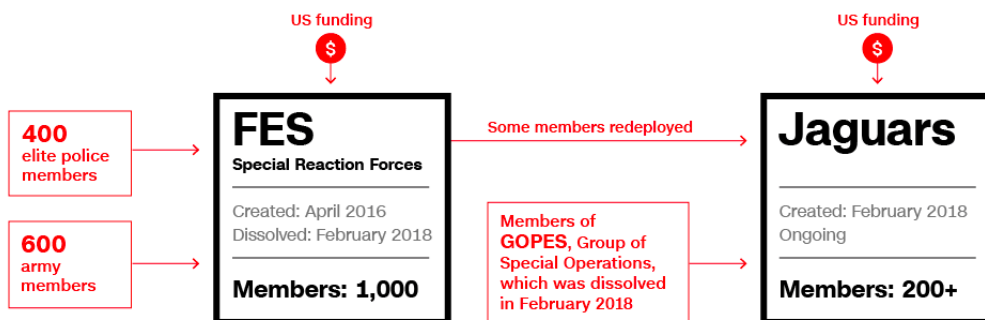 US funding
$
400
elite police
members
600
army
members
FES
Special Reaction Forces
Created: April 2016
Dissolved: February 2018
Members: 1,000
Some members redeployed
Members of
GOPES, Group of
Special Operations,
which was dissolved
in February 2018
US funding
$
Jaguars
Created: February 2018
Ongoing
Members: 200+